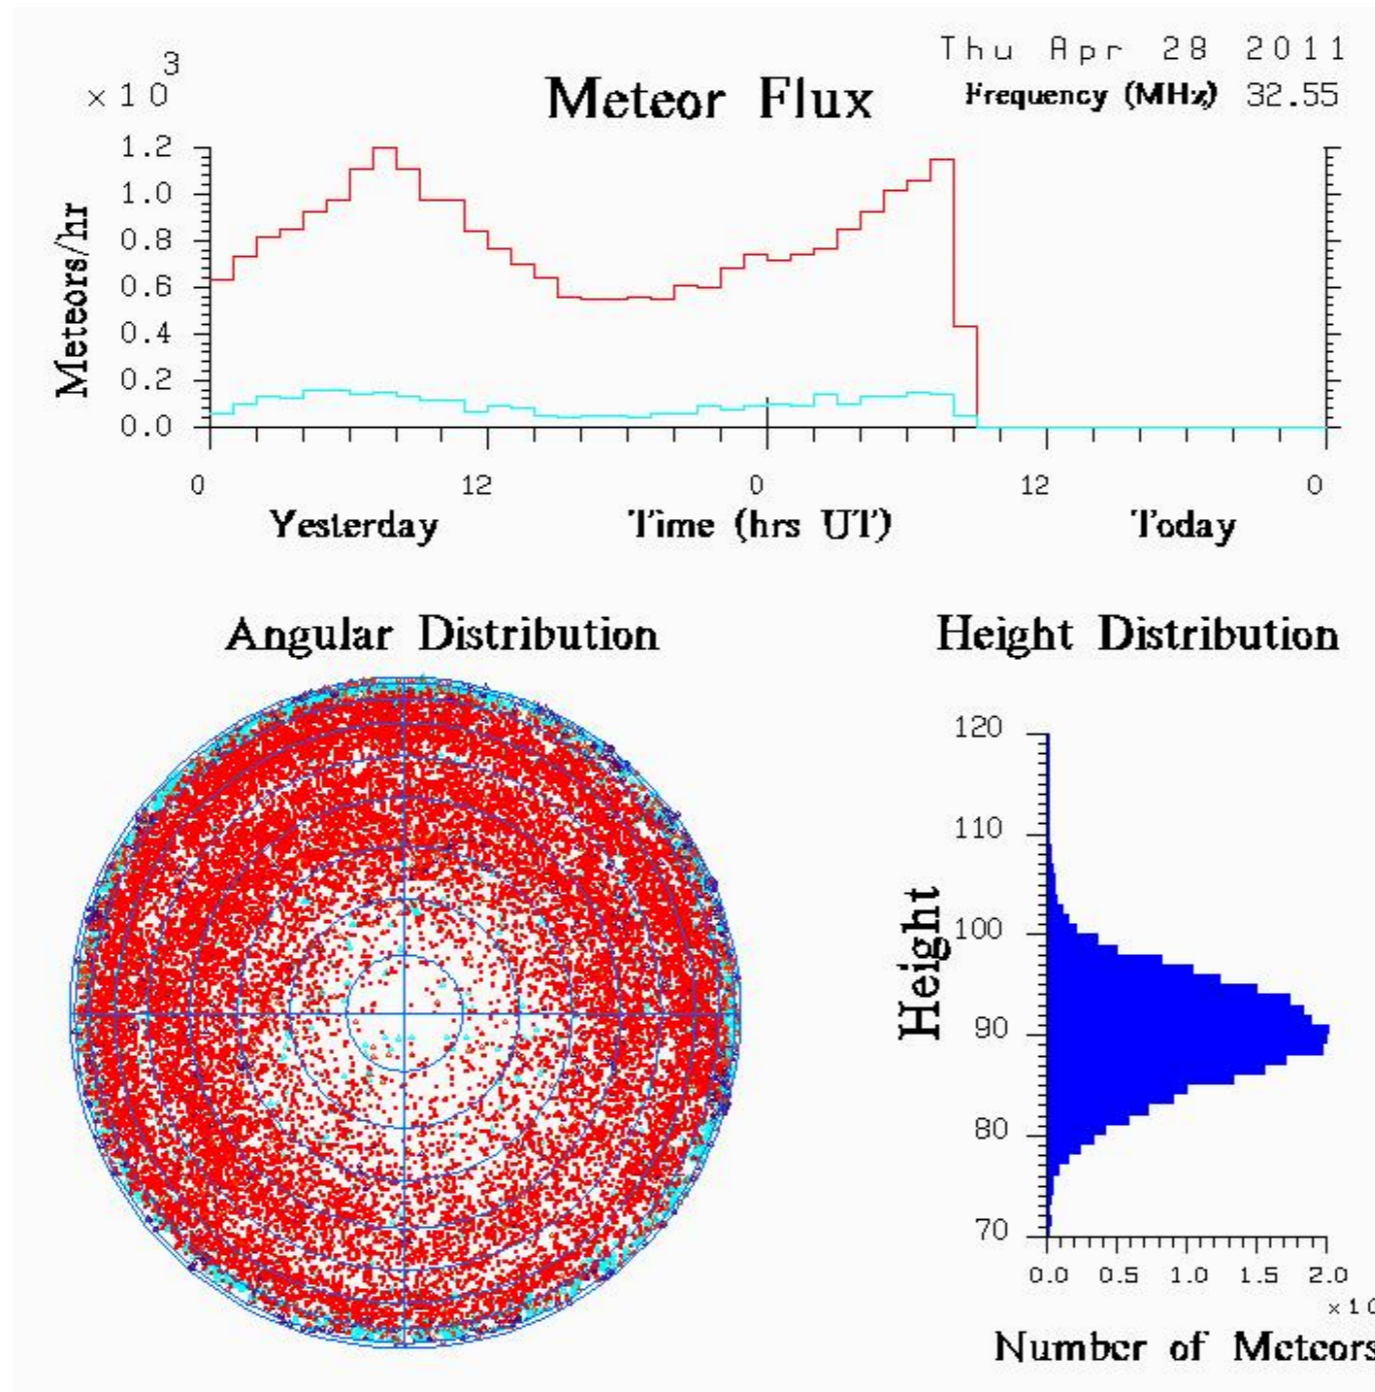 Thu Apr 28 2011
×10³
Meteor Flux
Frequency (MHz) 32.55
Meteors/hr
1.2
1.0
0.8
0.6
0.4
0.2
0.0
0 12 0 12 0
Yesterday Time (hrs UT) Today
Angular Distribution
Height Distribution
Height
120
110
100
90
80
70
0.0 0.5 1.0 1.5 2.0
×10
Number of Meteors